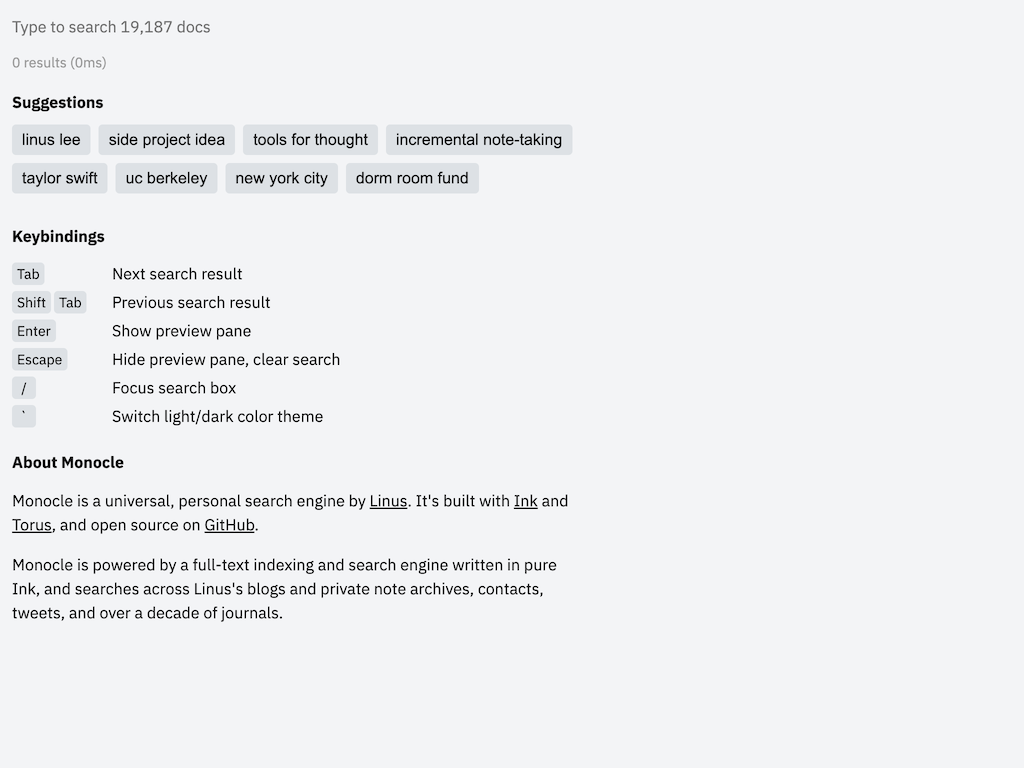 Type to search 19,187 docs
0 results (0ms)
Suggestions
linus lee side project idea tools for thought incremental note-taking
taylor swift uc berkeley new york city dorm room fund
Keybindings
Tab Next search result
Shift Tab Previous search result
Enter Show preview pane
Escape Hide preview pane, clear search
/ Focus search box
` Switch light/dark color theme
About Monocle
Monocle is a universal, personal search engine by Linus. It's built with Ink and
Torus, and open source on GitHub.
Monocle is powered by a full-text indexing and search engine written in pure
Ink, and searches across Linus's blogs and private note archives, contacts,
tweets, and over a decade of journals.